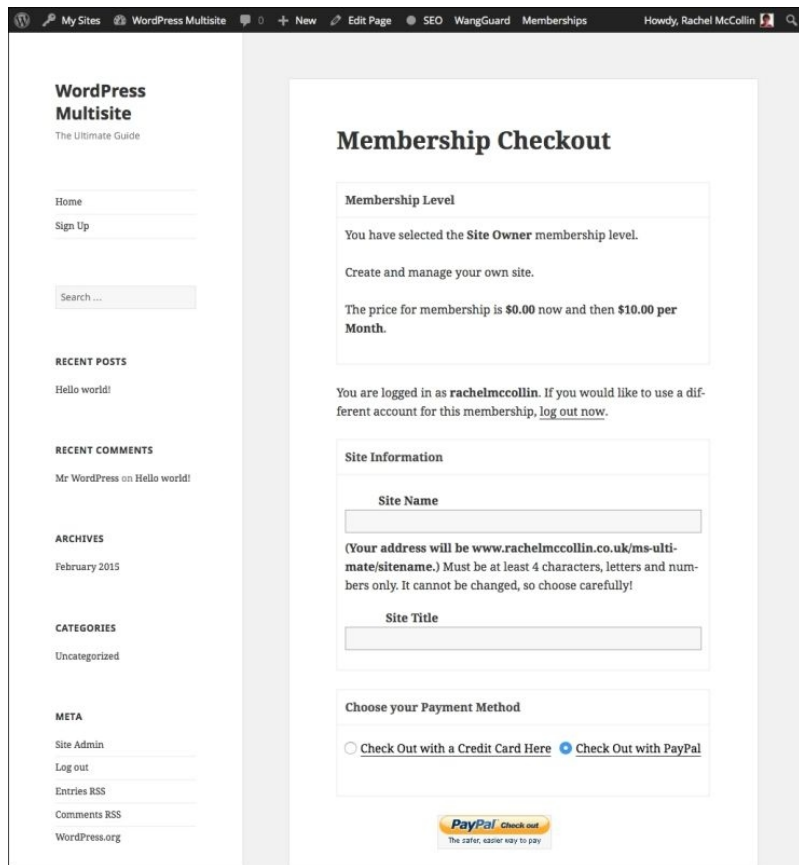 My Sites WordPress Multisite 0 + New Edit Page SEO WangGuard Memberships Howdy, Rachel McCollin
WordPress
Multisite
The Ultimate Guide
Home
Sign Up
Search ...
RECENT POSTS
Hello world!
RECENT COMMENTS
Mr WordPress on Hello world!
ARCHIVES
February 2015
CATEGORIES
Uncategorized
META
Site Admin
Log out
Entries RSS
Comments RSS
WordPress.org
Membership Checkout
Membership Level
You have selected the Site Owner membership level.
Create and manage your own site.
The price for membership is $0.00 now and then $10.00 per
Month.
You are logged in as rachelmccollin. If you would like to use a dif-
ferent account for this membership, log out now.
Site Information
Site Name
(Your address will be www.rachelmccollin.co.uk/ms-ulti-
mate/sitename.) Must be at least 4 characters, letters and num-
bers only. It cannot be changed, so choose carefully!
Site Title
Choose your Payment Method
Check Out with a Credit Card Here Check Out with PayPal
PayPal Check out
The safer, easier way to pay